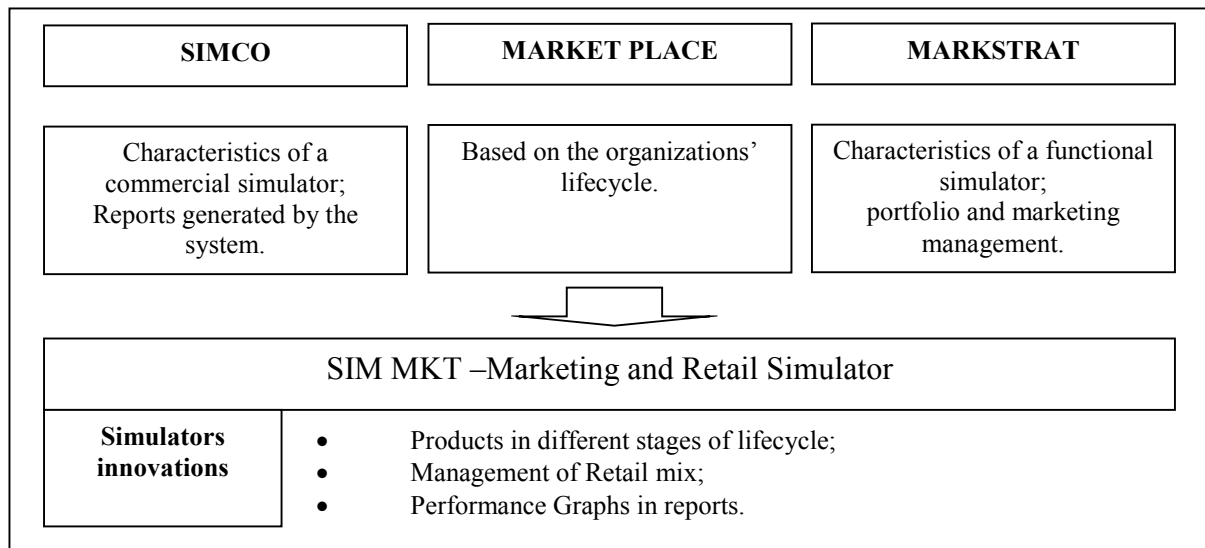 SIMCO
MARKET PLACE
MARKSTRAT
Characteristics of a
commercial simulator;
Reports generated by the
system.
Based on the organizations’
lifecycle.
Characteristics of a functional
simulator;
portfolio and marketing
management.
SIM MKT –Marketing and Retail Simulator
Simulators
innovations
• Products in different stages of lifecycle;
• Management of Retail mix;
• Performance Graphs in reports.